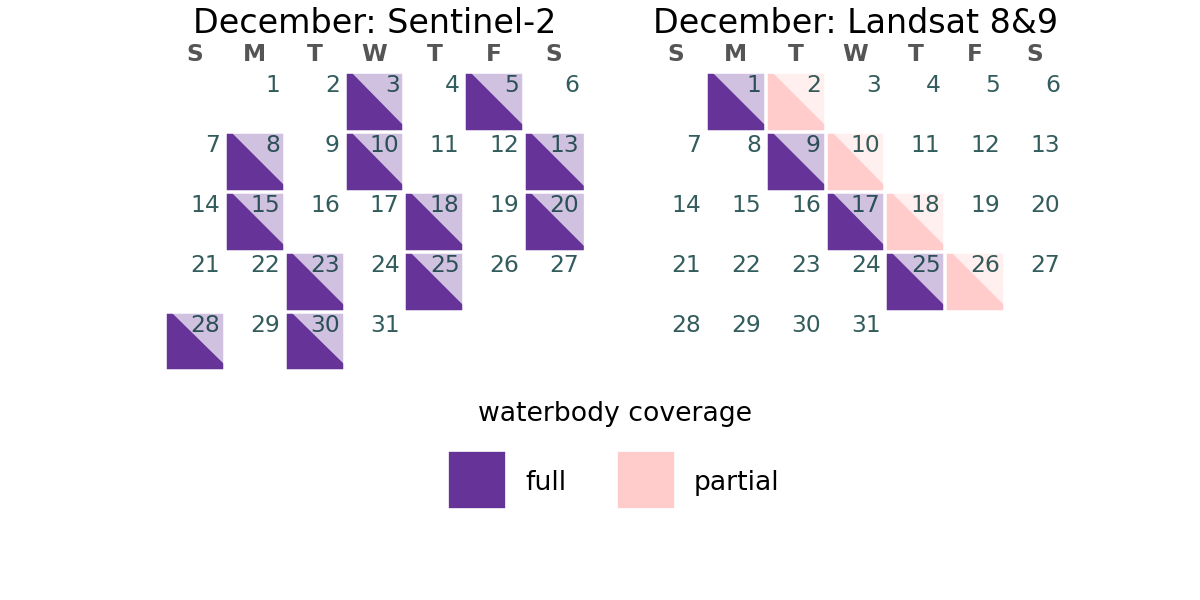 December: Sentinel-2
S M T W T F S
1 2 3 4 5 6
7 8 9 10 11 12 13
14 15 16 17 18 19 20
21 22 23 24 25 26 27
28 29 30 31
December: Landsat 8&9
S M T W T F S
1 2 3 4 5 6
7 8 9 10 11 12 13
14 15 16 17 18 19 20
21 22 23 24 25 26 27
28 29 30 31
waterbody coverage
full partial